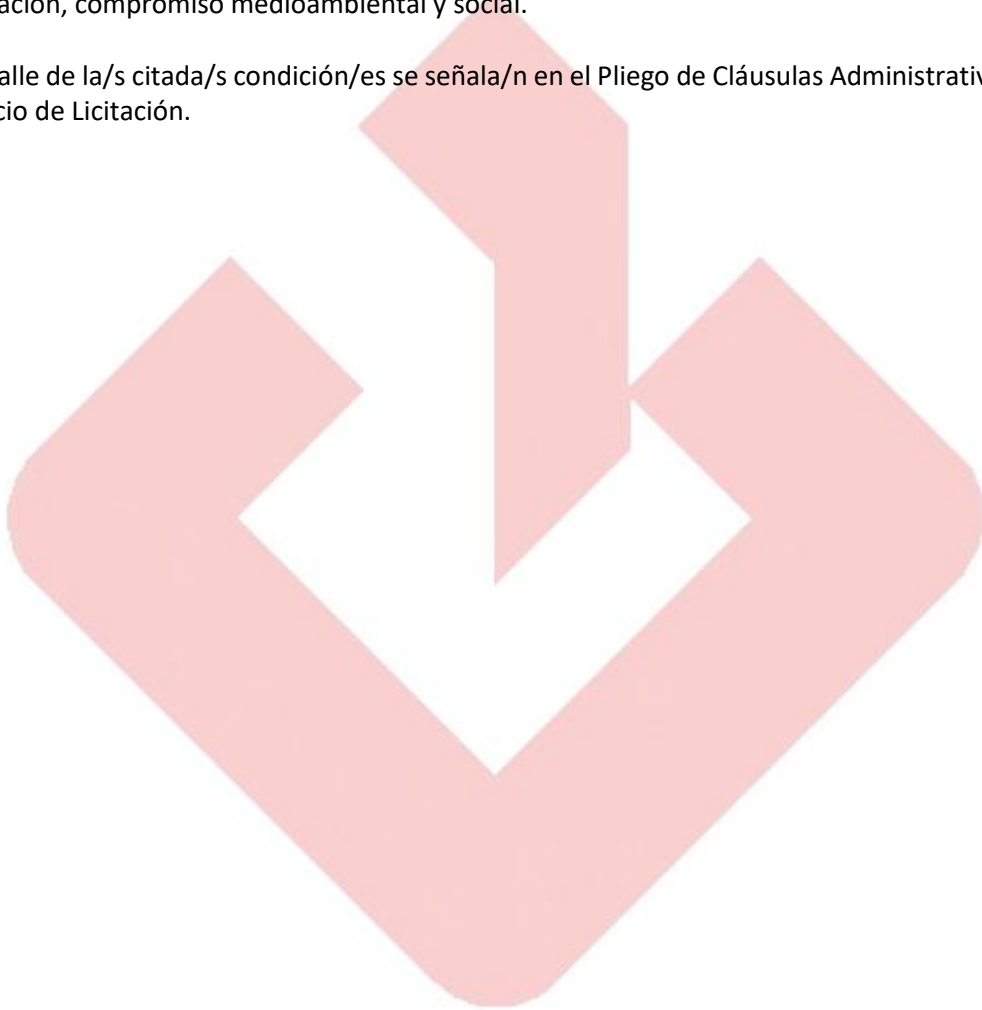 ación, compromiso medioambiental y social.
alle de la/s citada/s condición/es se señala/n en el Pliego de Cláusulas Administrativ
cio de Licitación.